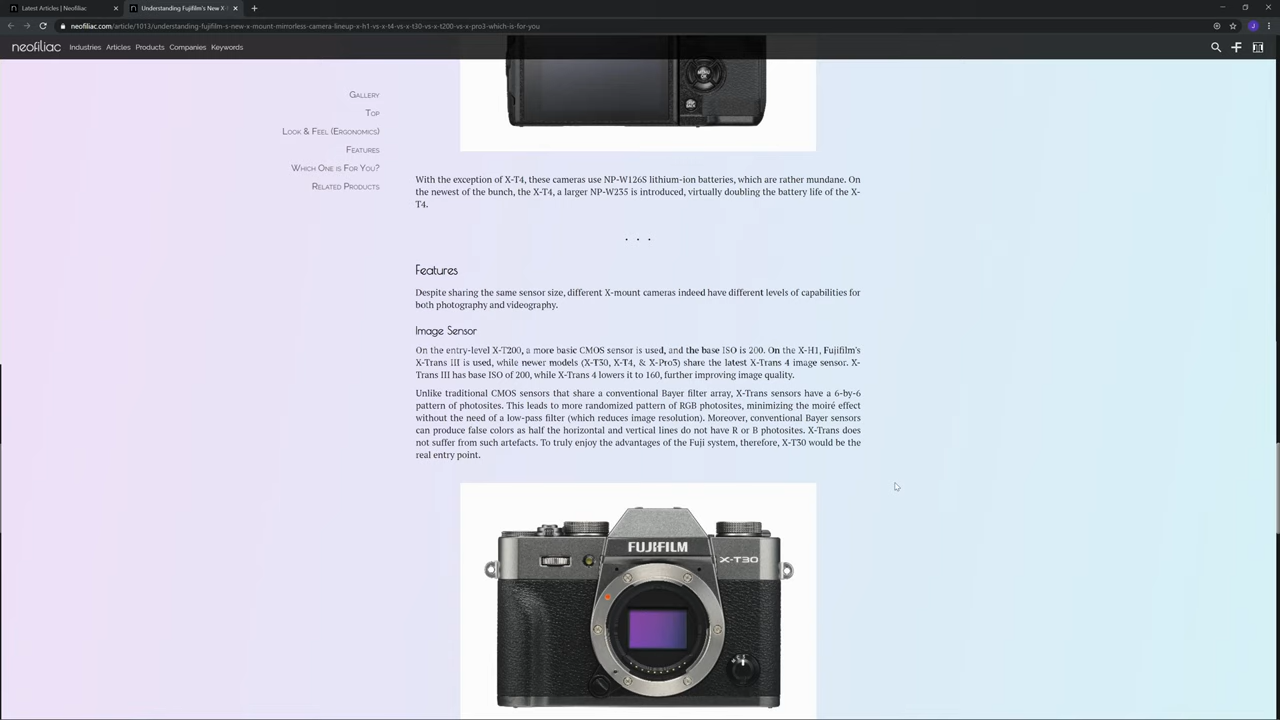 Latest Articles | Neofiliac
Understanding Fujifilm's New X
neofiliac.com/article/1013/understanding-fujifilm-s-new-x-mount-mirrorless-camera-lineup-x-h1-vs-x-t4-vs-x-t30-vs-x-t200-vs-x-pro3-which-is-for-you
J
neofiliac Industries Articles Products Companies Keywords
MENU
OK
DISP
BACK
Gallery
Top
Look & Feel (Ergonomics)
Features
Which One is For You?
Related Products
With the exception of X-T4, these cameras use NP-W126S lithium-ion batteries, which are rather mundane. On
the newest of the bunch, the X-T4, a larger NP-W235 is introduced, virtually doubling the battery life of the X-
T4.
. . .
Features
Despite sharing the same sensor size, different X-mount cameras indeed have different levels of capabilities for
both photography and videography.
Image Sensor
On the entry-level X-T200, a more basic CMOS sensor is used, and the base ISO is 200. On the X-H1, Fujifilm's
X-Trans III is used, while newer models (X-T30, X-T4, & X-Pro3) share the latest X-Trans 4 image sensor. X-
Trans III has base ISO of 200, while X-Trans 4 lowers it to 160, further improving image quality.
Unlike traditional CMOS sensors that share a conventional Bayer filter array, X-Trans sensors have a 6-by-6
pattern of photosites. This leads to more randomized pattern of RGB photosites, minimizing the moiré effect
without the need of a low-pass filter (which reduces image resolution). Moreover, conventional Bayer sensors
can produce false colors as half the horizontal and vertical lines do not have R or B photosites. X-Trans does
not suffer from such artefacts. To truly enjoy the advantages of the Fuji system, therefore, X-T30 would be the
real entry point.
FUJIFILM
X-T30